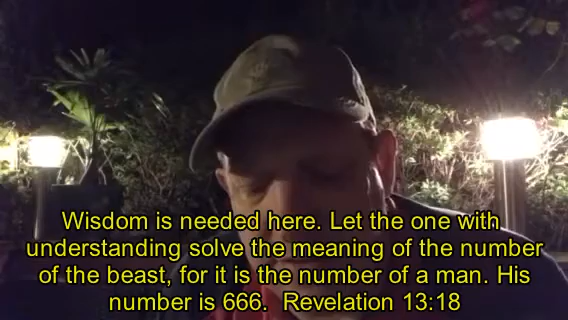 Wisdom is needed here. Let the one with
understanding solve the meaning of the number
of the beast, for it is the number of a man. His
number is 666.  Revelation 13:18